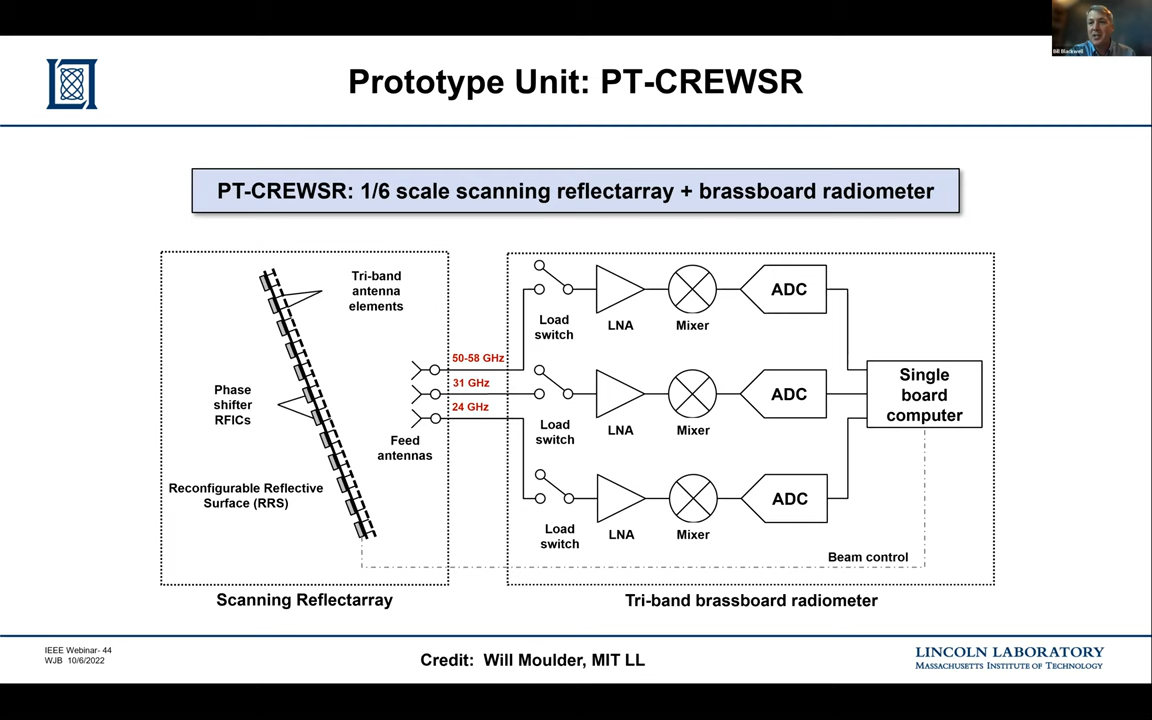 Bill Blackwell
Prototype Unit: PT-CREWSR
PT-CREWSR: 1/6 scale scanning reflectarray + brassboard radiometer
Tri-band
antenna
elements
Phase
shifter
RFICs
Reconfigurable Reflective
Surface (RRS)
Feed
antennas
50-58 GHz
31 GHz
24 GHz
Load
switch
LNA
Mixer
ADC
Load
switch
LNA
Mixer
ADC
Load
switch
LNA
Mixer
ADC
Single
board
computer
Beam control
Scanning Reflectarray
Tri-band brassboard radiometer
IEEE Webinar- 44
WJB 10/6/2022
Credit: Will Moulder, MIT LL
LINCOLN LABORATORY
MASSACHUSETTS INSTITUTE OF TECHNOLOGY